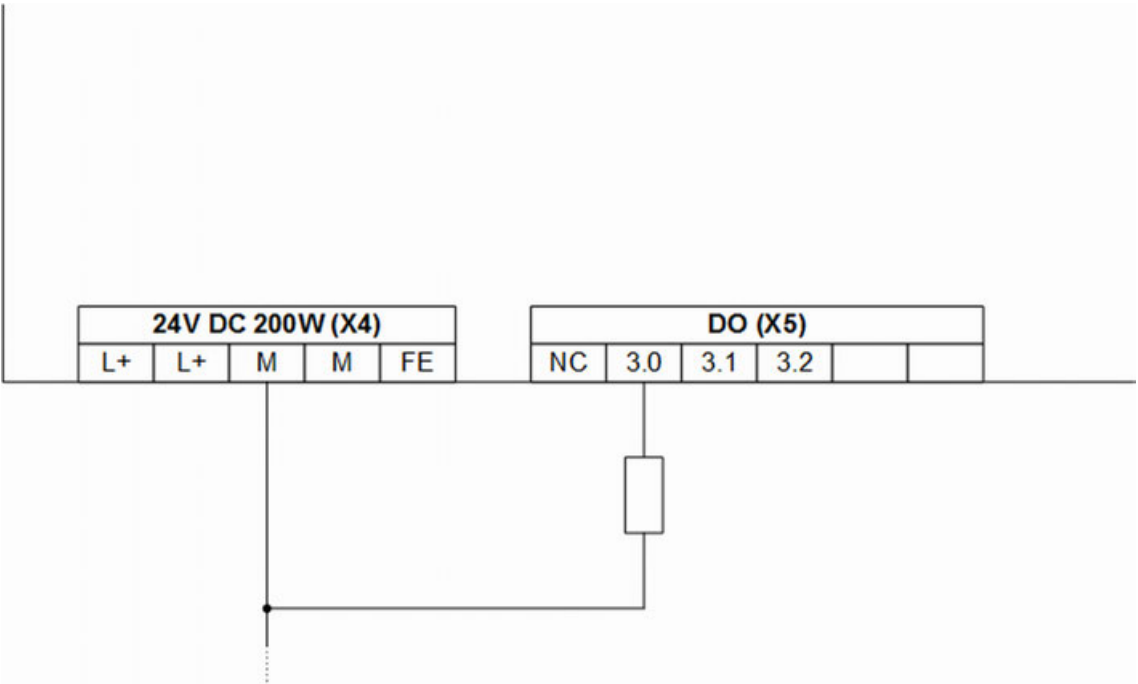 24V DC 200W (X4)
L+ L+ M M FE
DO (X5)
NC 3.0 3.1 3.2